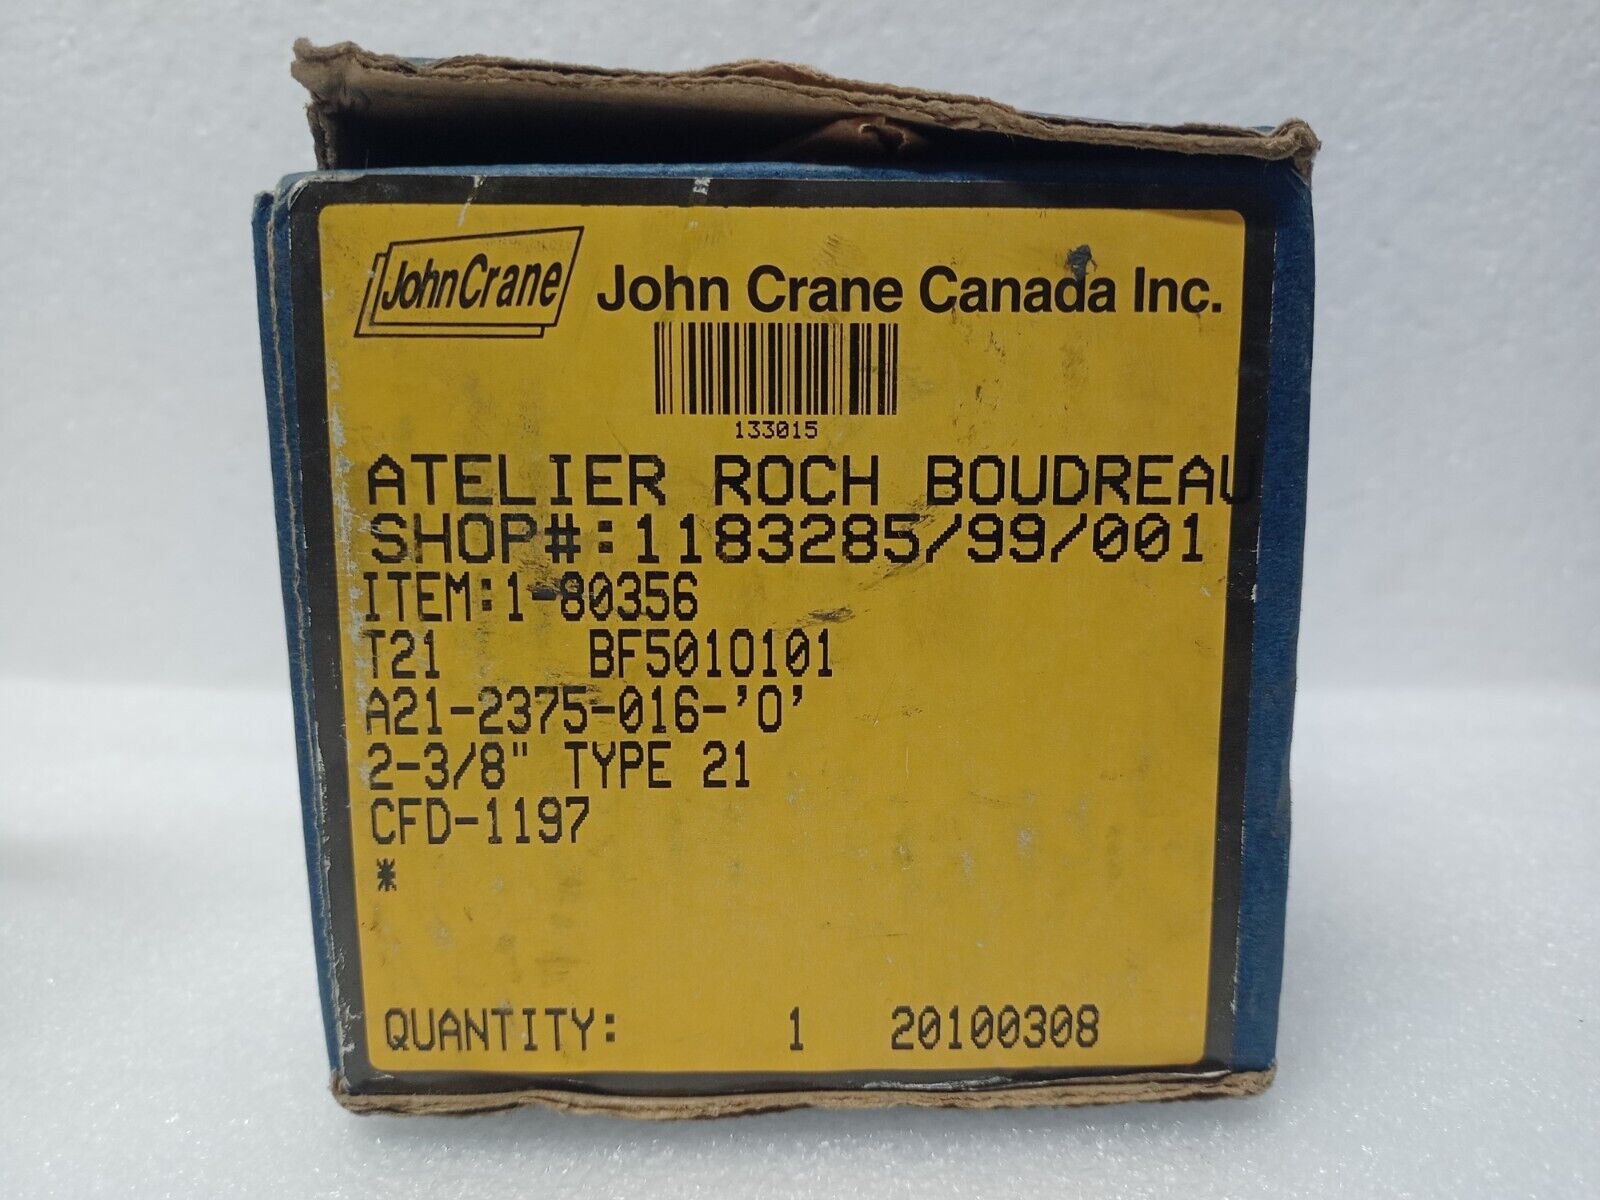 JohnCrane
John Crane Canada Inc.
133015
ATELIER ROCH BOUDREAU
SHOP#:1183285/99/001
ITEM:1-80356
T21 BF501O101
A21-2375-016-'O'
2-3/8" TYPE 21
CFD-1197
*
QUANTITY: 1 20100308